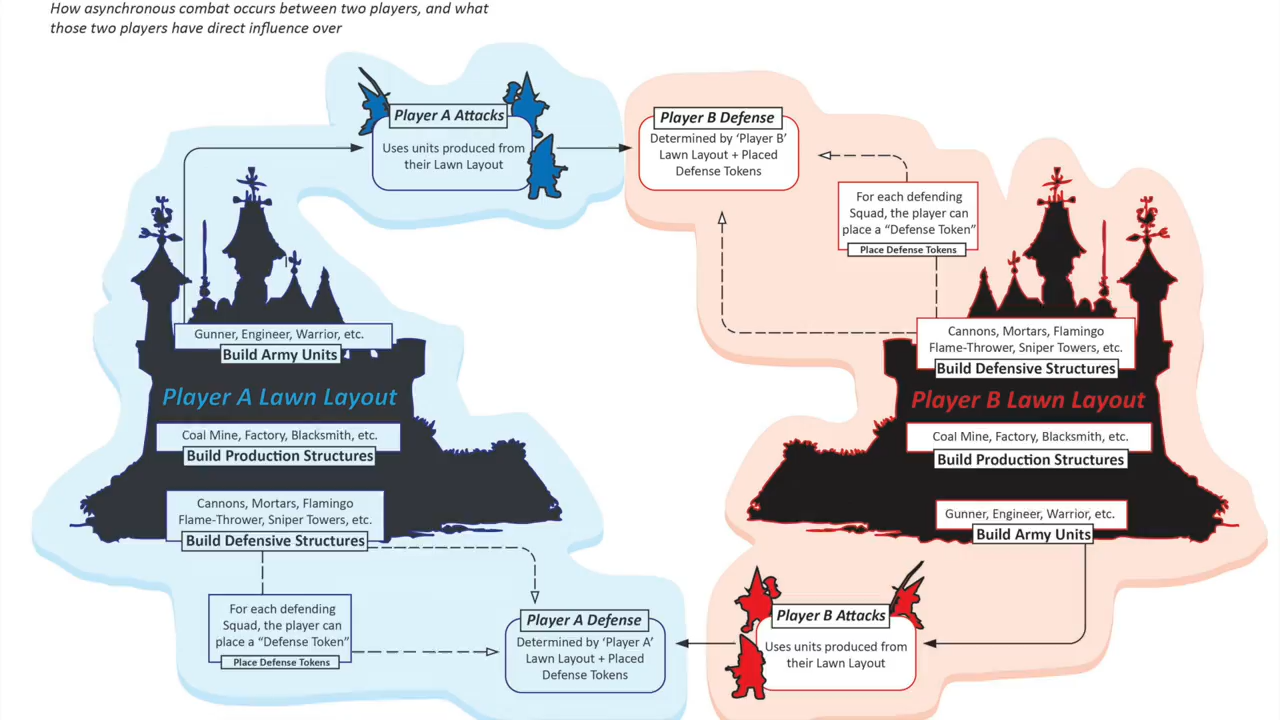 How asynchronous combat occurs between two players, and what
those two players have direct influence over
Player A Attacks
Uses units produced from
their Lawn Layout
Player B Defense
Determined by 'Player B'
Lawn Layout + Placed
Defense Tokens
For each defending
Squad, the player can
place a “Defense Token”
Place Defense Tokens
Gunner, Engineer, Warrior, etc.
Build Army Units
Player A Lawn Layout
Coal Mine, Factory, Blacksmith, etc.
Build Production Structures
Cannons, Mortars, Flamingo
Flame-Thrower, Sniper Towers, etc.
Build Defensive Structures
Cannons, Mortars, Flamingo
Flame-Thrower, Sniper Towers, etc.
Build Defensive Structures
Player B Lawn Layout
Coal Mine, Factory, Blacksmith, etc.
Build Production Structures
Gunner, Engineer, Warrior, etc.
Build Army Units
For each defending
Squad, the player can
place a “Defense Token”
Place Defense Tokens
Player A Defense
Determined by 'Player A'
Lawn Layout + Placed
Defense Tokens
Player B Attacks
Uses units produced from
their Lawn Layout